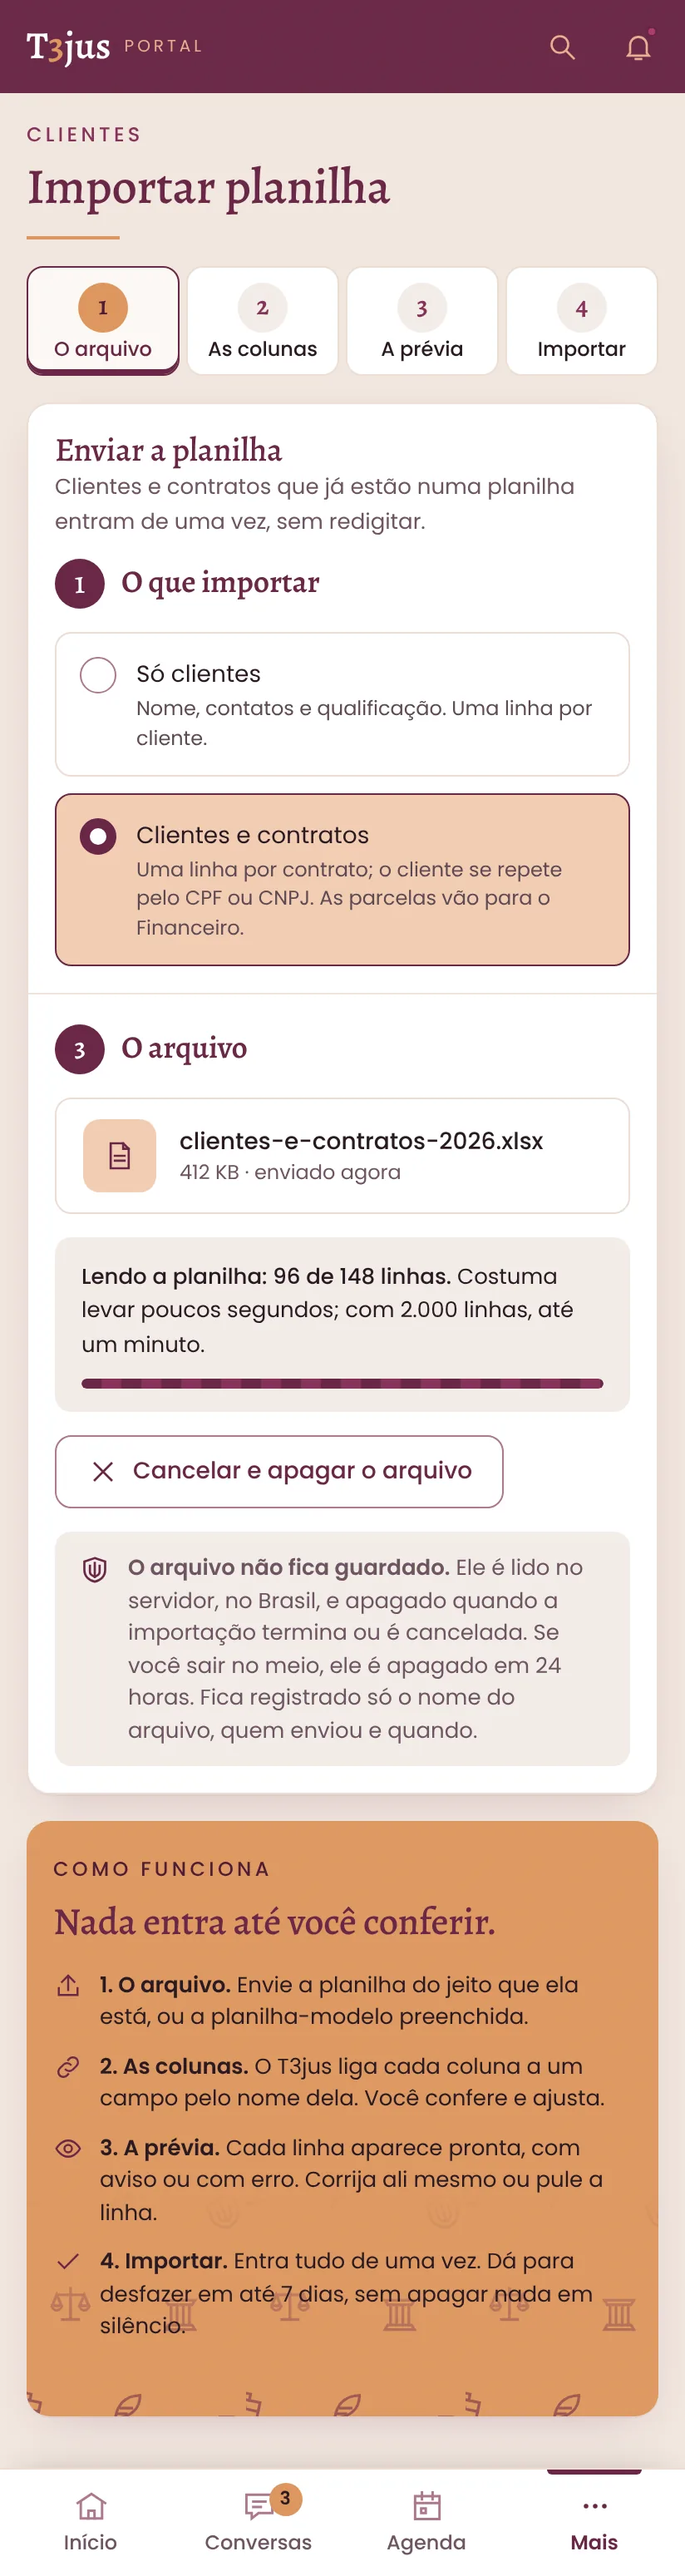 T3jus PORTAL
CLIENTES
Importar planilha
1
O arquivo
2
As colunas
3
A prévia
4
Importar
Enviar a planilha
Clientes e contratos que já estão numa planilha
entram de uma vez, sem redigitar.
1 O que importar
Só clientes
Nome, contatos e qualificação. Uma linha por
cliente.
Clientes e contratos
Uma linha por contrato; o cliente se repete
pelo CPF ou CNPJ. As parcelas vão para o
Financeiro.
3 O arquivo
clientes-e-contratos-2026.xlsx
412 KB · enviado agora
Lendo a planilha: 96 de 148 linhas. Costuma
levar poucos segundos; com 2.000 linhas, até
um minuto.
Cancelar e apagar o arquivo
O arquivo não fica guardado. Ele é lido no
servidor, no Brasil, e apagado quando a
importação termina ou é cancelada. Se
você sair no meio, ele é apagado em 24
horas. Fica registrado só o nome do
arquivo, quem enviou e quando.
COMO FUNCIONA
Nada entra até você conferir.
1. O arquivo. Envie a planilha do jeito que ela
está, ou a planilha-modelo preenchida.
2. As colunas. O T3jus liga cada coluna a um
campo pelo nome dela. Você confere e ajusta.
3. A prévia. Cada linha aparece pronta, com
aviso ou com erro. Corrija ali mesmo ou pule a
linha.
4. Importar. Entra tudo de uma vez. Dá para
desfazer em até 7 dias, sem apagar nada em
silêncio.
Início
3
Conversas
Agenda
Mais